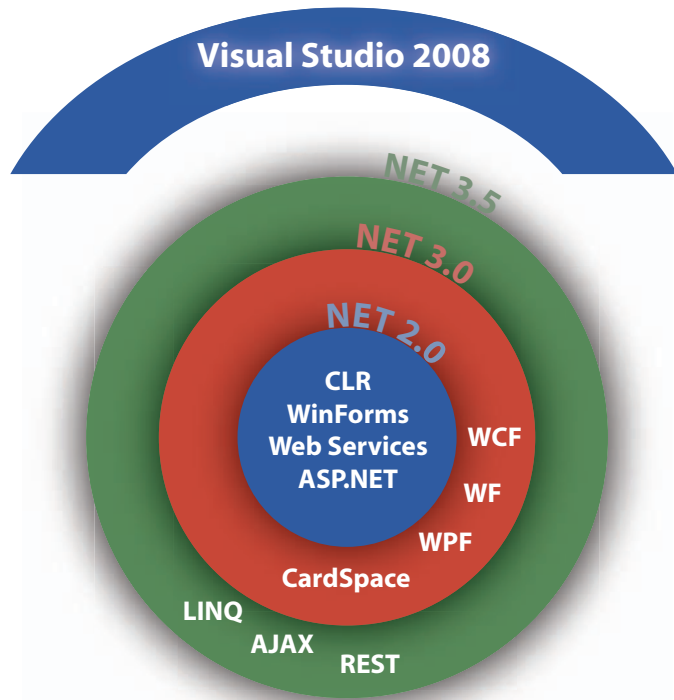 Visual Studio 2008
NET 3.5
NET 3.0
NET 2.0
CLR
WinForms
Web Services
ASP.NET
WCF
WF
WPF
CardSpace
LINQ
AJAX
REST